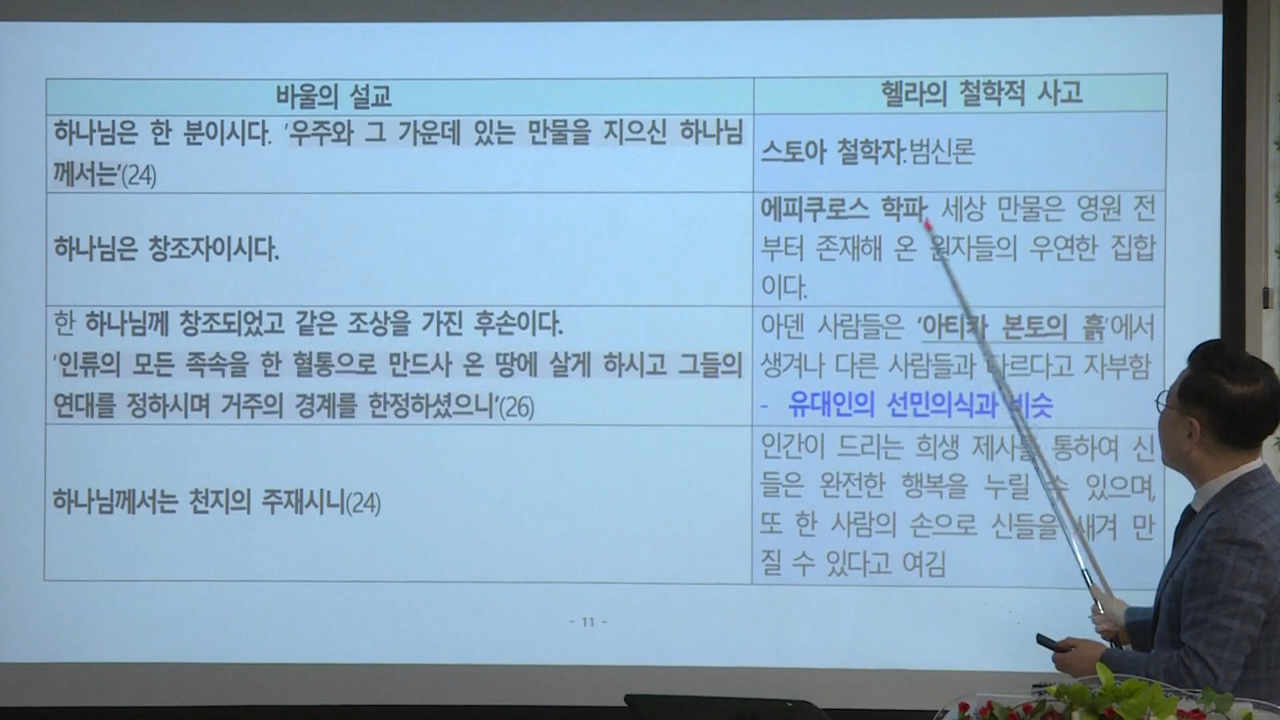 바울의 설교
헬라의 철학적 사고
하나님은 한 분이시다. '우주와 그 가운데 있는 만물을 지으신 하나님
께서는'(24)
스토아 철학자:범신론
하나님은 창조자이시다.
에피쿠로스 학파: 세상 만물은 영원 전
부터 존재해 온 원자들의 우연한 집합
이다.
한 하나님께 창조되었고 같은 조상을 가진 후손이다.
'인류의 모든 족속을 한 혈통으로 만드사 온 땅에 살게 하시고 그들의
연대를 정하시며 거주의 경계를 한정하셨으니'(26)
아덴 사람들은 '아티카 본토의 흙'에서
생겨나 다른 사람들과 다르다고 자부함
- 유대인의 선민의식과 비슷
하나님께서는 천지의 주재시니(24)
인간이 드리는 희생 제사를 통하여 신
들은 완전한 행복을 누릴 수 있으며,
또 한 사람의 손으로 신들을 새겨 만
질 수 있다고 여김
- 11 -